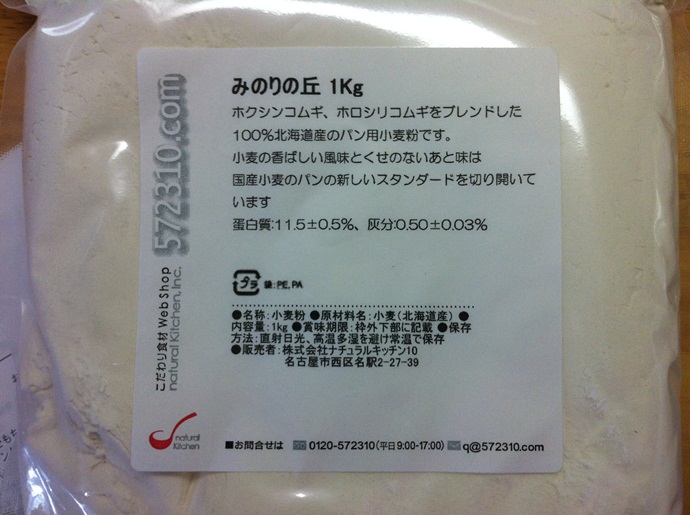 みのりの丘 1Kg
ホクシンコムギ、ホロシリコムギをブレンドした
100%北海道産のパン用小麦粉です。
小麦の香ばしい風味とくせのないあと味は
国産小麦のパンの新しいスタンダードを切り開いて
います
蛋白質:11.5±0.5%、灰分:0.50±0.03%
プラ 袋:PE,PA
●名称:小麦粉 ●原材料名:小麦(北海道産) ●
内容量:1kg ●賞味期限:枠外下部に記載 ●保存
方法:直射日光、高温多湿を避け常温で保存
●販売者:株式会社ナチュラルキッチン10
名古屋市西区名駅2-27-39
■お問合せは 0120-572310(平日9:00-17:00) q@572310.com
572310.com
こだわり食材 Web Shop
natural Kitchen, Inc.
natural
Kitchen